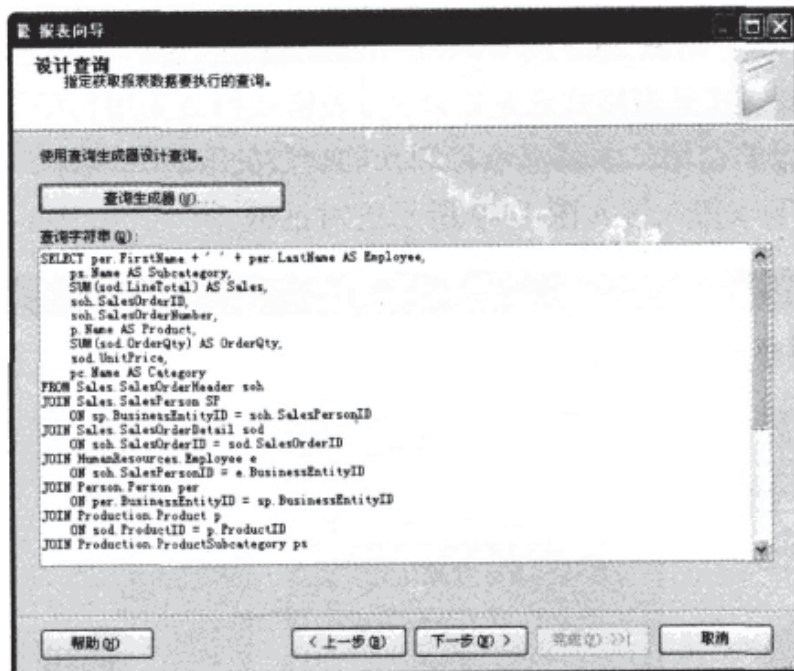 报表向导
设计查询
指定获取报表数据要执行的查询。
使用查询生成器设计查询。
查询生成器(U)...
查询字符串(Q):
SELECT per.FirstName + ' ' + per.LastName AS Employee,
ps.Name AS Subcategory,
SUM(sod.LineTotal) AS Sales,
soh.SalesOrderID,
soh.SalesOrderNumber,
p.Name AS Product,
SUM(sod.OrderQty) AS OrderQty,
sod.UnitPrice,
pc.Name AS Category
FROM Sales.SalesOrderHeader soh
JOIN Sales.SalesPerson SP
ON sp.BusinessEntityID = soh.SalesPersonID
JOIN Sales.SalesOrderDetail sod
ON soh.SalesOrderID = sod.SalesOrderID
JOIN HumanResources.Employee e
ON soh.SalesPersonID = e.BusinessEntityID
JOIN Person.Person per
ON per.BusinessEntityID = sp.BusinessEntityID
JOIN Production.Product p
ON sod.ProductID = p.ProductID
JOIN Production.ProductSubcategory ps
帮助(H) <上一步(B) 下一步(N)> 完成(F)>>| 取消